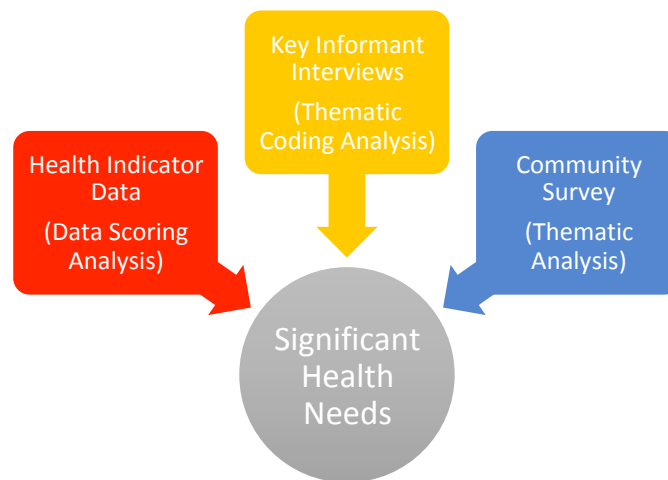 Key Informant
Interviews
(Thematic
Coding Analysis)
Health Indicator
Data
(Data Scoring
Analysis)
Community
Survey
(Thematic
Analysis)
Significant
Health
Needs